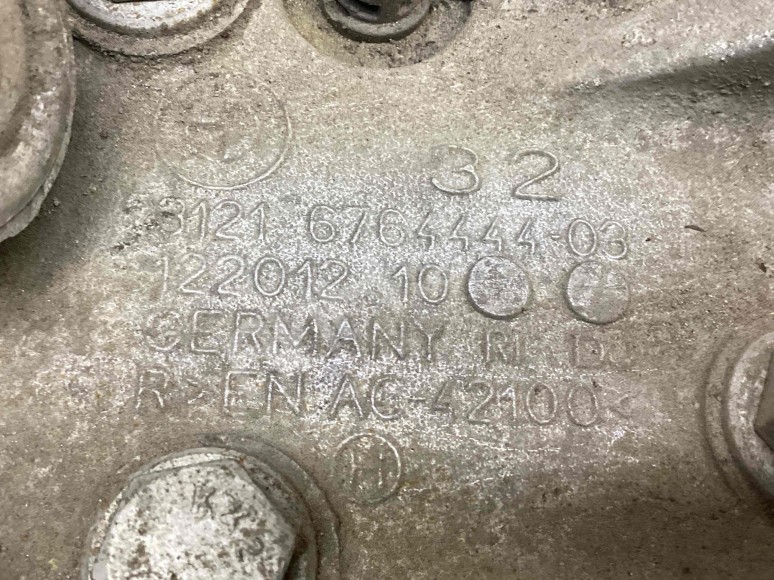 32
3121 6764444-03
122012 10
GERMANY
R>EN AC-42100<
H